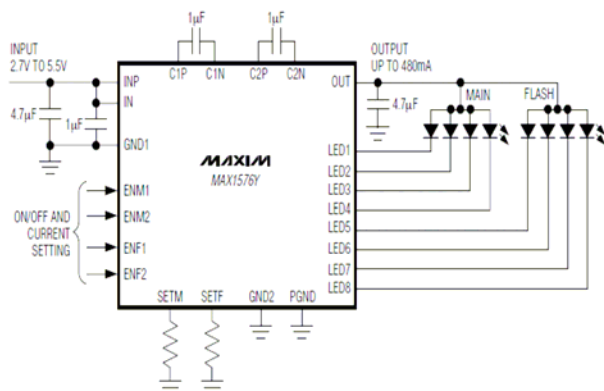 1µF
1µF
INPUT
2.7V TO 5.5V
OUTPUT
UP TO 480mA
C1P
C1N
C2P
C2N
INP
OUT
IN
4.7µF
1µF
GND1
4.7µF
MAIN
FLASH
MAXIM
MAX1576Y
LED1
LED2
LED3
LED4
LED5
LED6
LED7
LED8
ON/OFF AND
CURRENT
SETTING
ENM1
ENM2
ENF1
ENF2
SETM
SETF
GND2
PGND